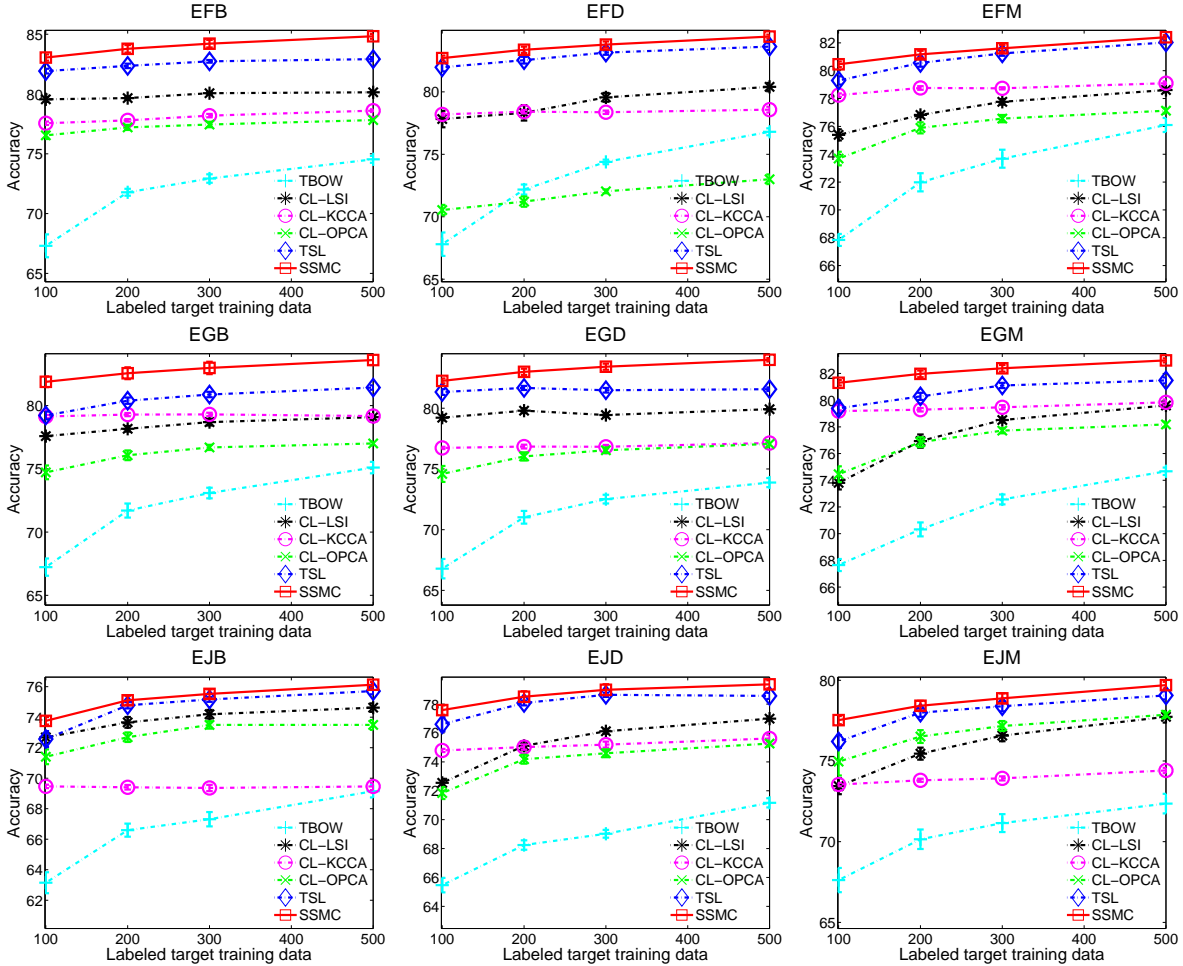 EFB
85
80
75
70
65
Accuracy
TBOW
CL−LSI
CL−KCCA
CL−OPCA
TSL
SSMC
100 200 300 400 500
Labeled target training data
EFD
80
75
70
65
Accuracy
TBOW
CL−LSI
CL−KCCA
CL−OPCA
TSL
SSMC
100 200 300 400 500
Labeled target training data
EFM
82
80
78
76
74
72
70
68
66
Accuracy
TBOW
CL−LSI
CL−KCCA
CL−OPCA
TSL
SSMC
100 200 300 400 500
Labeled target training data
EGB
80
75
70
65
Accuracy
TBOW
CL−LSI
CL−KCCA
CL−OPCA
TSL
SSMC
100 200 300 400 500
Labeled target training data
EGD
80
75
70
65
Accuracy
TBOW
CL−LSI
CL−KCCA
CL−OPCA
TSL
SSMC
100 200 300 400 500
Labeled target training data
EGM
82
80
78
76
74
72
70
68
66
Accuracy
TBOW
CL−LSI
CL−KCCA
CL−OPCA
TSL
SSMC
100 200 300 400 500
Labeled target training data
EJB
76
74
72
70
68
66
64
62
Accuracy
TBOW
CL−LSI
CL−KCCA
CL−OPCA
TSL
SSMC
100 200 300 400 500
Labeled target training data
EJD
78
76
74
72
70
68
66
64
Accuracy
TBOW
CL−LSI
CL−KCCA
CL−OPCA
TSL
SSMC
100 200 300 400 500
Labeled target training data
EJM
80
75
70
65
Accuracy
TBOW
CL−LSI
CL−KCCA
CL−OPCA
TSL
SSMC
100 200 300 400 500
Labeled target training data